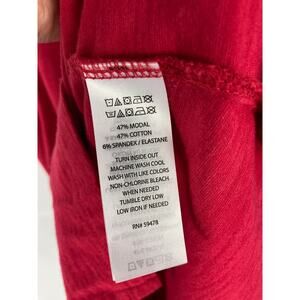 47% MODAL
47% COTTON
6% SPANDEX / ELASTANE
TURN INSIDE OUT
MACHINE WASH COOL
WASH WITH LIKE COLORS
NON-CHLORINE BLEACH
WHEN NEEDED
TUMBLE DRY LOW
LOW IRON IF NEEDED
RN# 59478